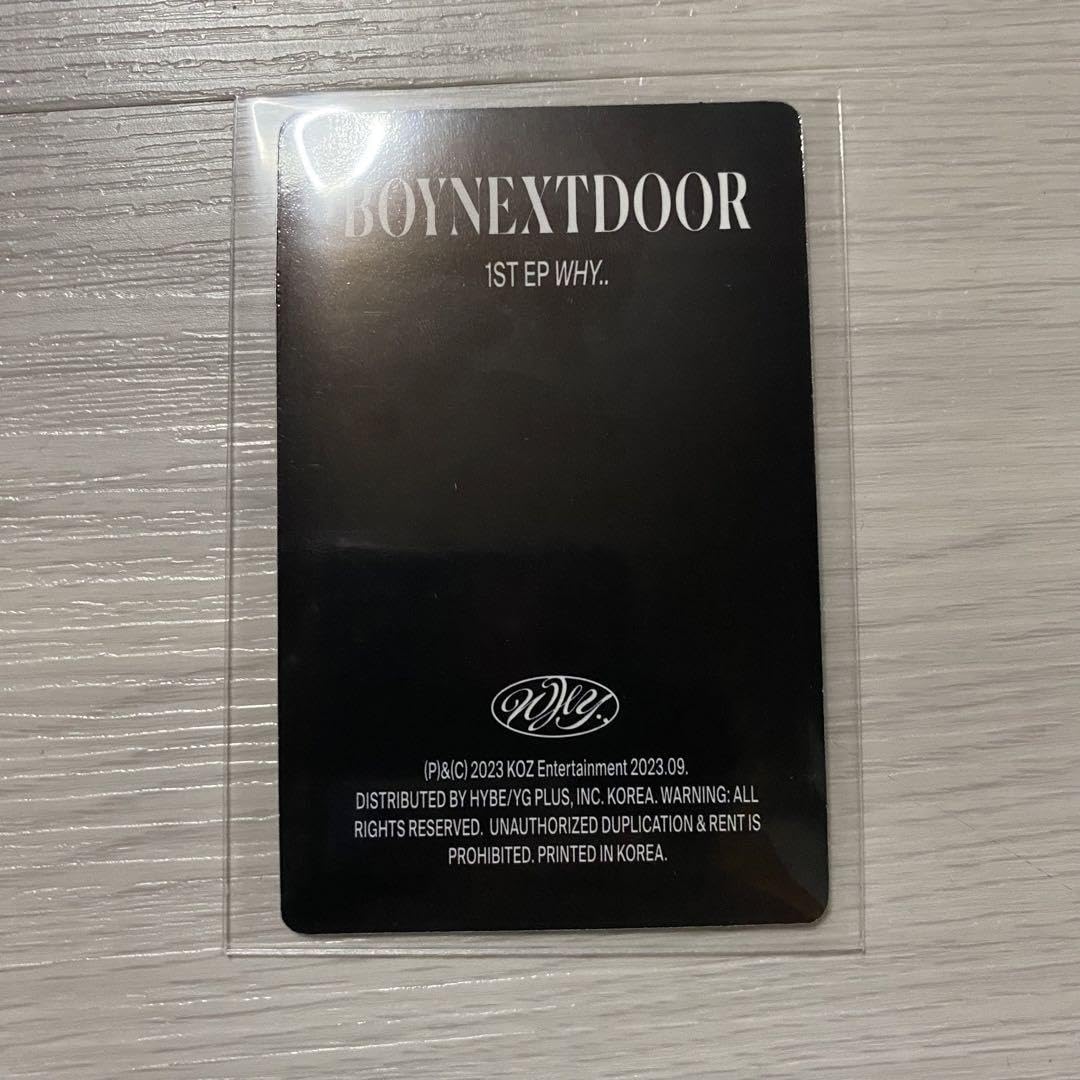 BOYNEXTDOOR
1ST EP WHY..
Why..
(P)&(C) 2023 KOZ Entertainment 2023.09.
DISTRIBUTED BY HYBE/YG PLUS, INC. KOREA. WARNING: ALL
RIGHTS RESERVED. UNAUTHORIZED DUPLICATION & RENT IS
PROHIBITED. PRINTED IN KOREA.